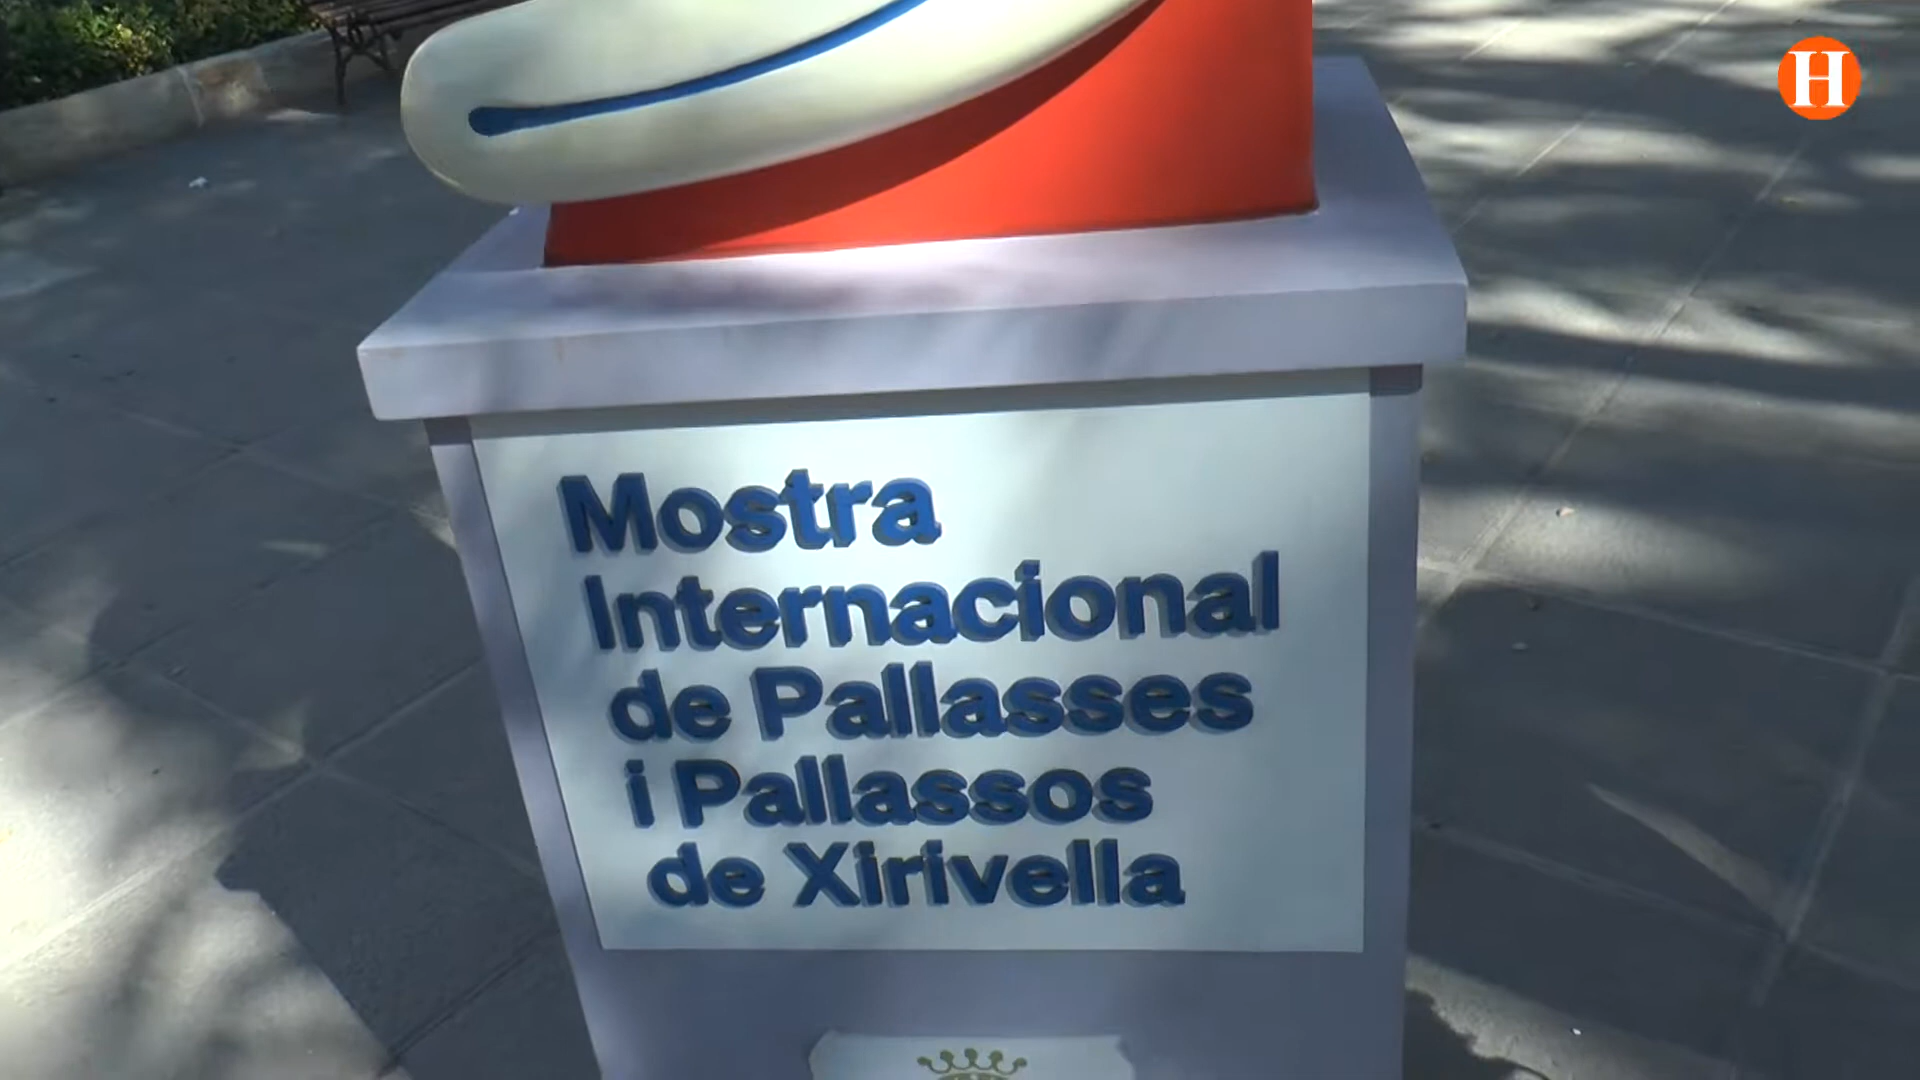 H
Mostra
Internacional
de Pallasses
i Pallassos
de Xirivella